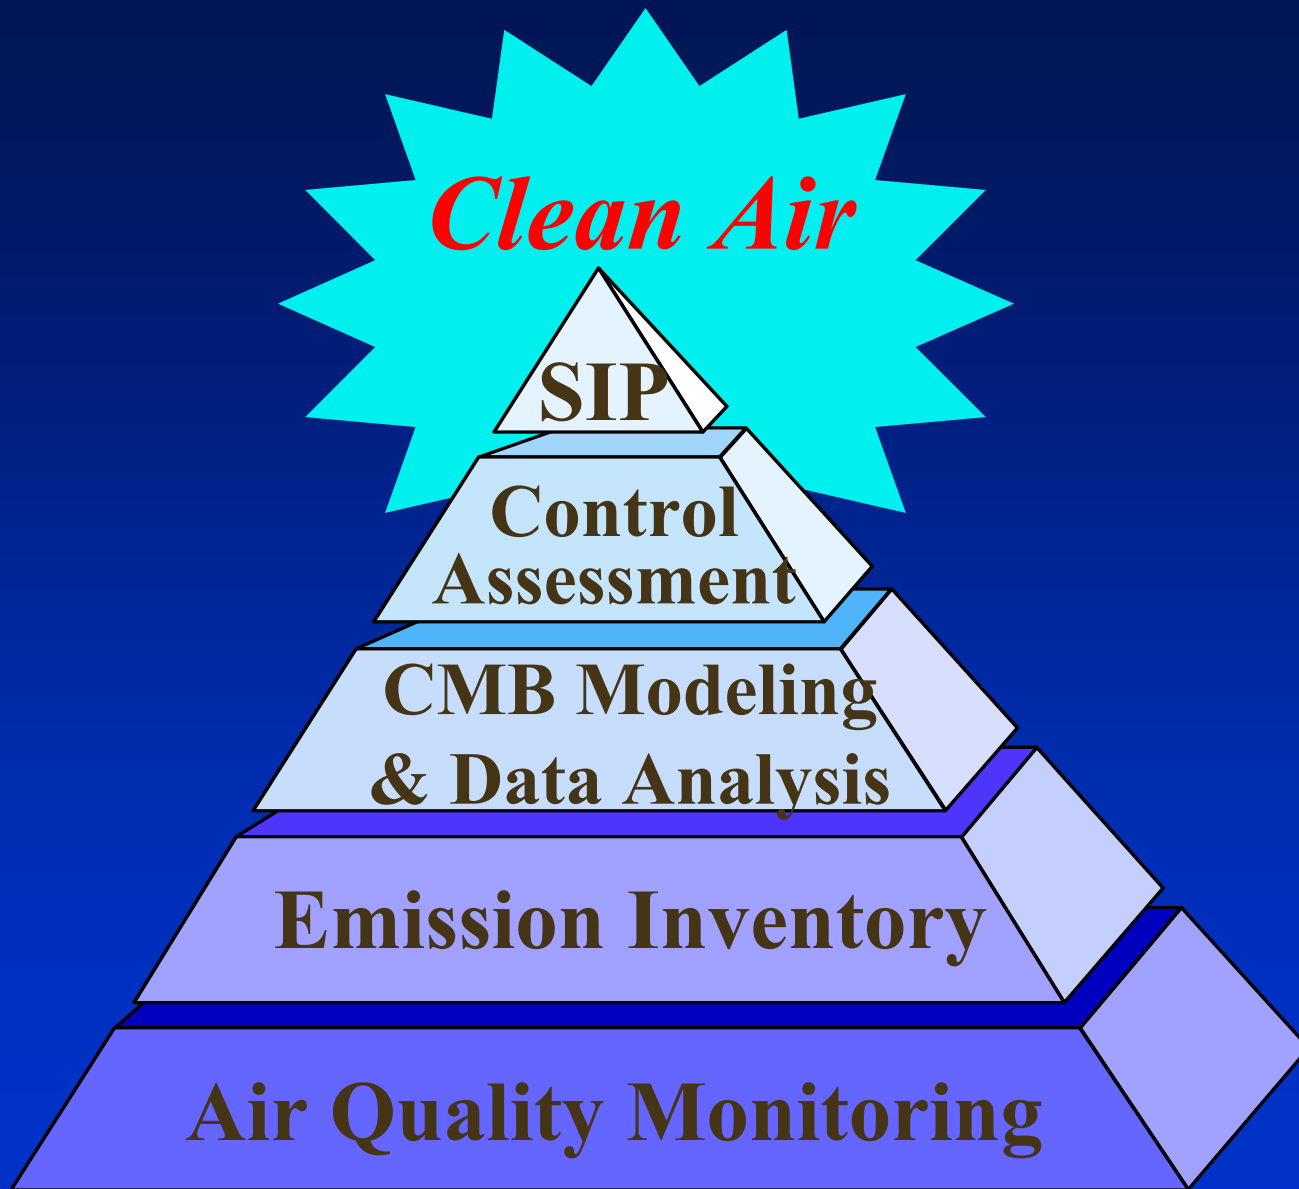 Clean Air
SIP
Control
Assessment
CMB Modeling
& Data Analysis
Emission Inventory
Air Quality Monitoring